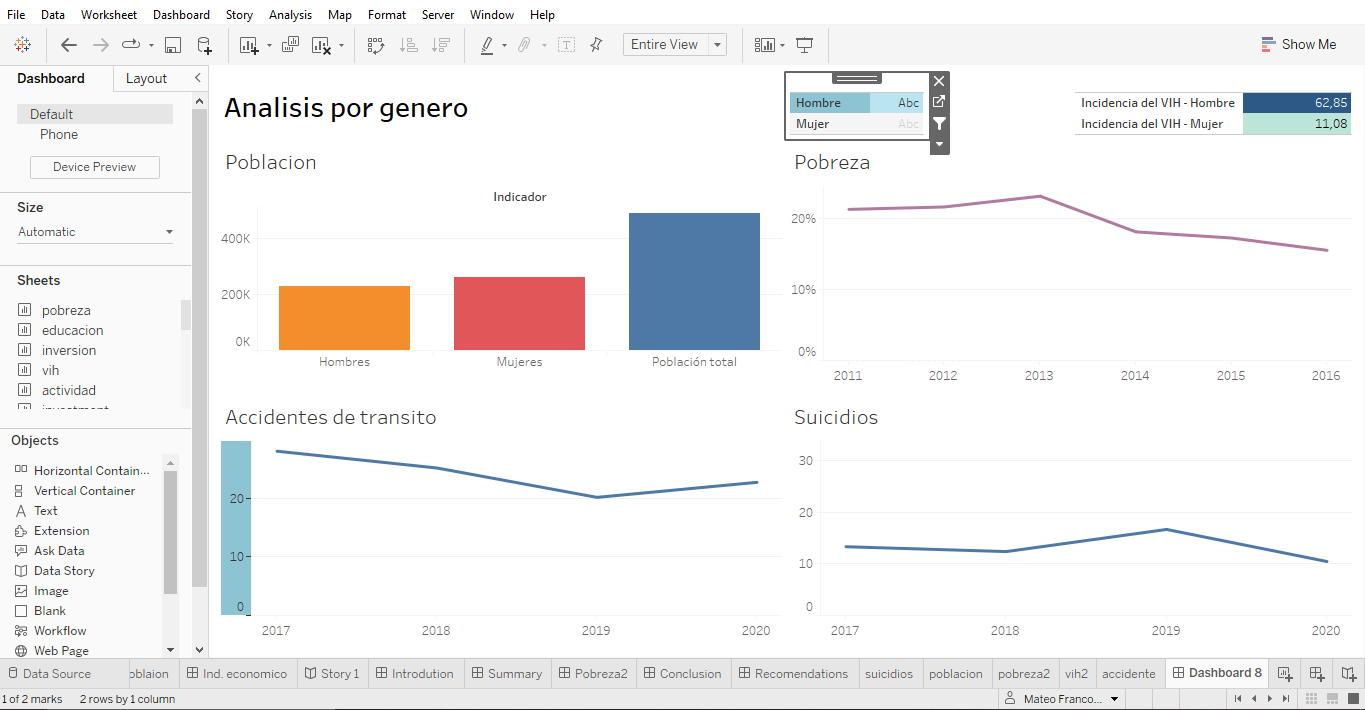 File Data Worksheet Dashboard Story Analysis Map Format Server Window Help
Entire View
Show Me
Dashboard Layout
Default
Phone
Device Preview
Size
Automatic
Sheets
pobreza
educacion
inversion
vih
actividad
Objects
Horizontal Contain...
Vertical Container
Text
Extension
Ask Data
Data Story
Image
Blank
Workflow
Web Page
Analisis por genero
Hombre Abc
Mujer Abc
Incidencia del VIH - Hombre 62,85
Incidencia del VIH - Mujer 11,08
Poblacion
Indicador
400K
200K
0K
Hombres Mujeres Población total
Pobreza
20%
10%
0%
2011 2012 2013 2014 2015 2016
Accidentes de transito
20
10
0
2017 2018 2019 2020
Suicidios
30
20
10
0
2017 2018 2019 2020
Data Source oblaion Ind. economico Story 1 Introdution Summary Pobreza2 Conclusion Recomendations suicidios poblacion pobreza2 vih2 accidente Dashboard 8
1 of 2 marks 2 rows by 1 column Mateo Franco...